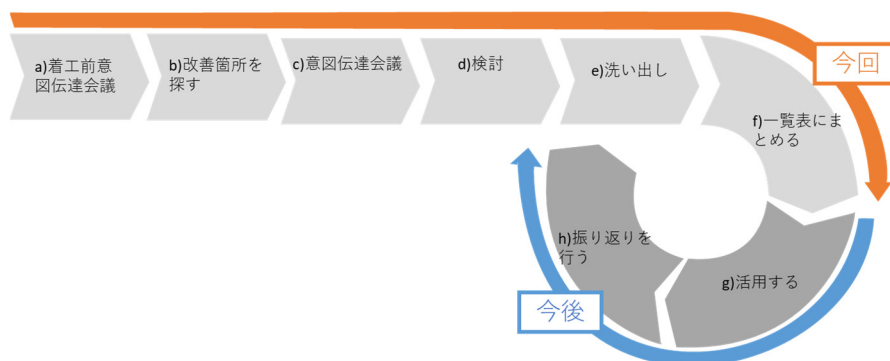 a)着工前意
図伝達会議
b)改善箇所を
探す
c)意図伝達会議
d)検討
e)洗い出し
今回
f)一覧表にま
とめる
g)活用する
h)振り返りを
行う
今後